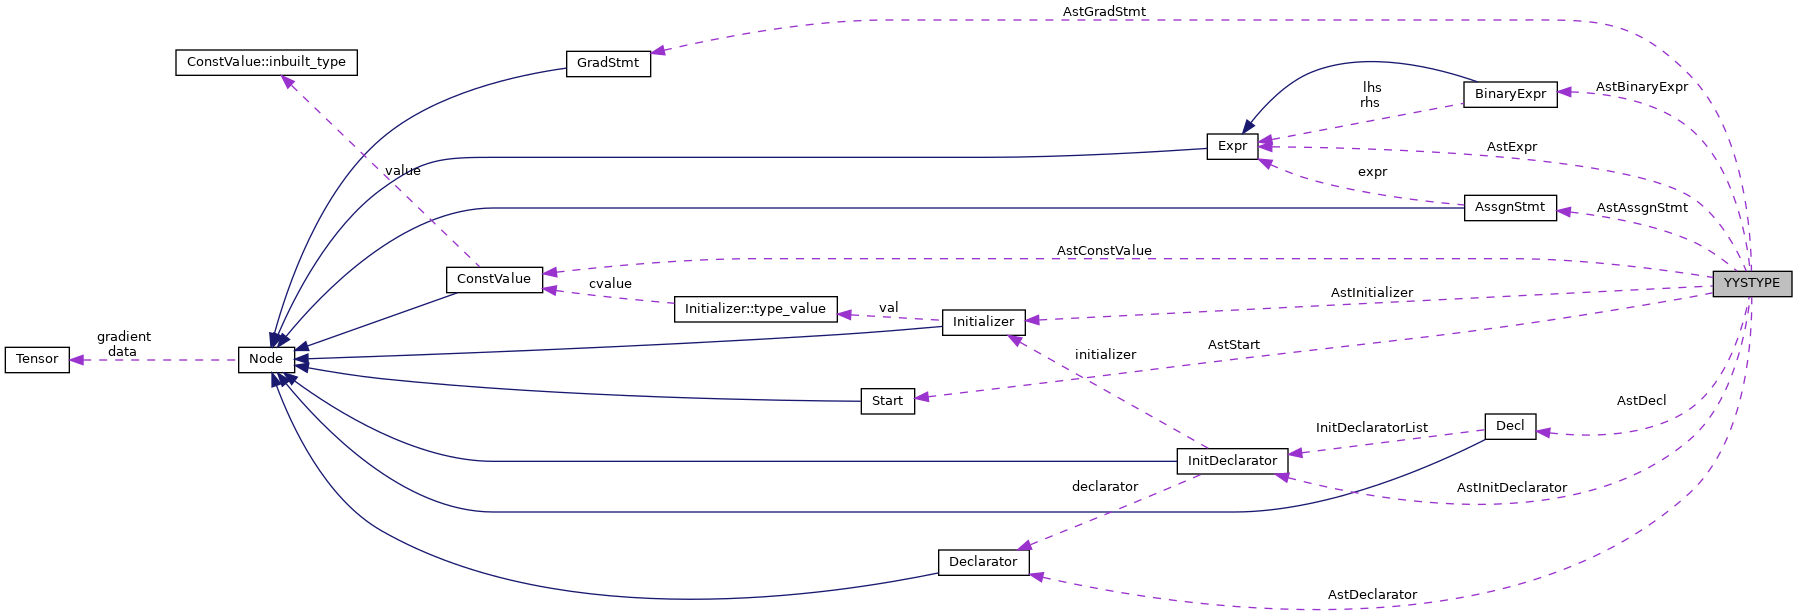 AstGradStmt
ConstValue::inbuilt_type
GradStmt
lhs
rhs
BinaryExpr
AstBinaryExpr
Expr
AstExpr
value
expr
AssgnStmt
AstAssgnStmt
AstConstValue
ConstValue
cvalue
YYSTYPE
Initializer::type_value
val
AstInitializer
Initializer
gradient
data
Tensor
Node
initializer
AstStart
Start
AstDecl
InitDeclaratorList
Decl
InitDeclarator
declarator
AstInitDeclarator
Declarator
AstDeclarator